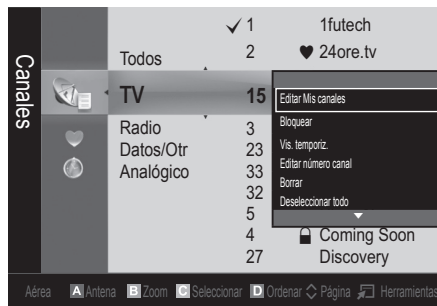 Canales
✓ 1 1futech
Todos 2 ♥ 24ore.tv
TV 15
Radio 3
Datos/Otr 23
Analógico 33
32
5
4 Coming Soon
27 Discovery
Editar Mis canales
Bloquear
Vis. temporiz.
Editar número canal
Borrar
Deseleccionar todo
Aérea A Antena B Zoom C Seleccionar D Ordenar Página Herramientas